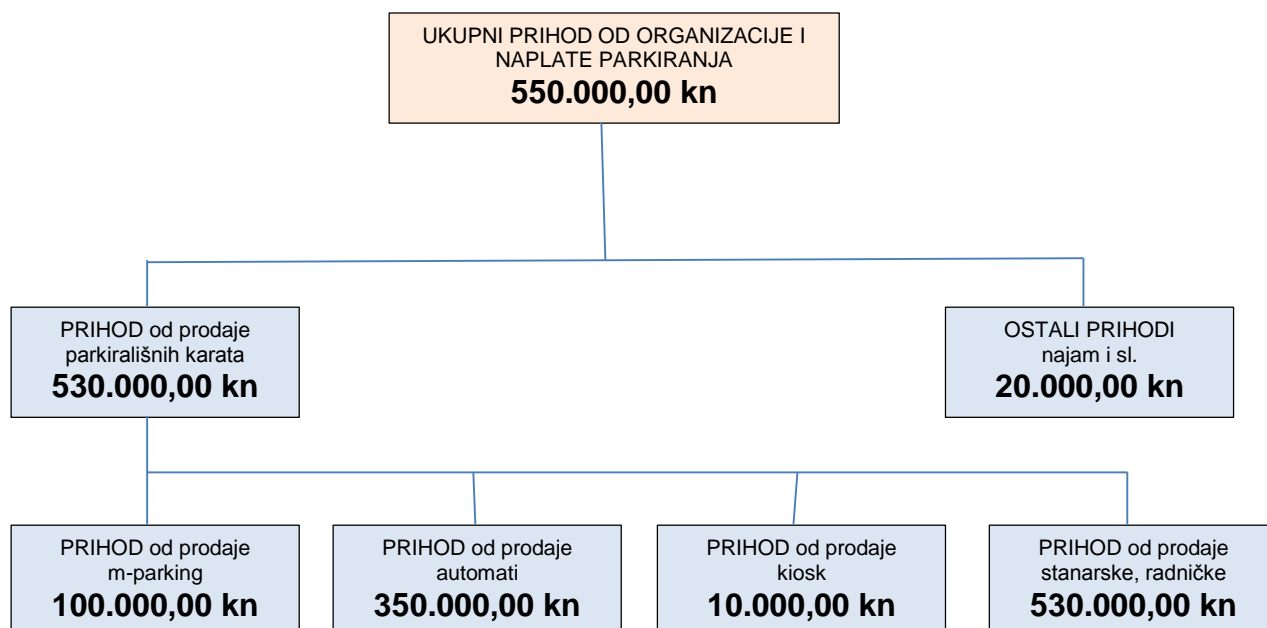 UKUPNI PRIHOD OD ORGANIZACIJE I
NAPLATE PARKIRANJA
550.000,00 kn
PRIHOD od prodaje
parkirališnih karata
530.000,00 kn
OSTALI PRIHODI
najam i sl.
20.000,00 kn
PRIHOD od prodaje
m-parking
100.000,00 kn
PRIHOD od prodaje
automati
350.000,00 kn
PRIHOD od prodaje
kiosk
10.000,00 kn
PRIHOD od prodaje
stanarske, radničke
530.000,00 kn